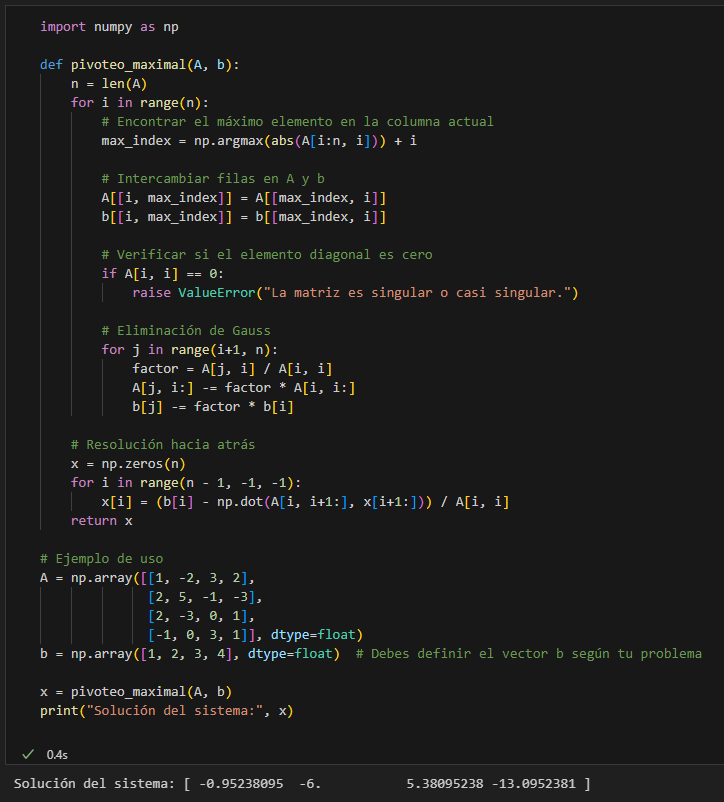 import numpy as np
def pivoteo_maximal(A, b):
n = len(A)
for i in range(n):
# Encontrar el máximo elemento en la columna actual
max_index = np.argmax(abs(A[i:n, i])) + i
# Intercambiar filas en A y b
A[[i, max_index]] = A[[max_index, i]]
b[[i, max_index]] = b[[max_index, i]]
# Verificar si el elemento diagonal es cero
if A[i, i] == 0:
raise ValueError("La matriz es singular o casi singular.")
# Eliminación de Gauss
for j in range(i+1, n):
factor = A[j, i] / A[i, i]
A[j, i:] -= factor * A[i, i:]
b[j] -= factor * b[i]
# Resolución hacia atrás
x = np.zeros(n)
for i in range(n - 1, -1, -1):
x[i] = (b[i] - np.dot(A[i, i+1:], x[i+1:])) / A[i, i]
return x
# Ejemplo de uso
A = np.array([[1, -2, 3, 2],
[2, 5, -1, -3],
[2, -3, 0, 1],
[-1, 0, 3, 1]], dtype=float)
b = np.array([1, 2, 3, 4], dtype=float)  # Debes definir el vector b según tu problema
x = pivoteo_maximal(A, b)
print("Solución del sistema:", x)
0.4s
Solución del sistema: [ -0.95238095  -6.           5.38095238 -13.0952381 ]